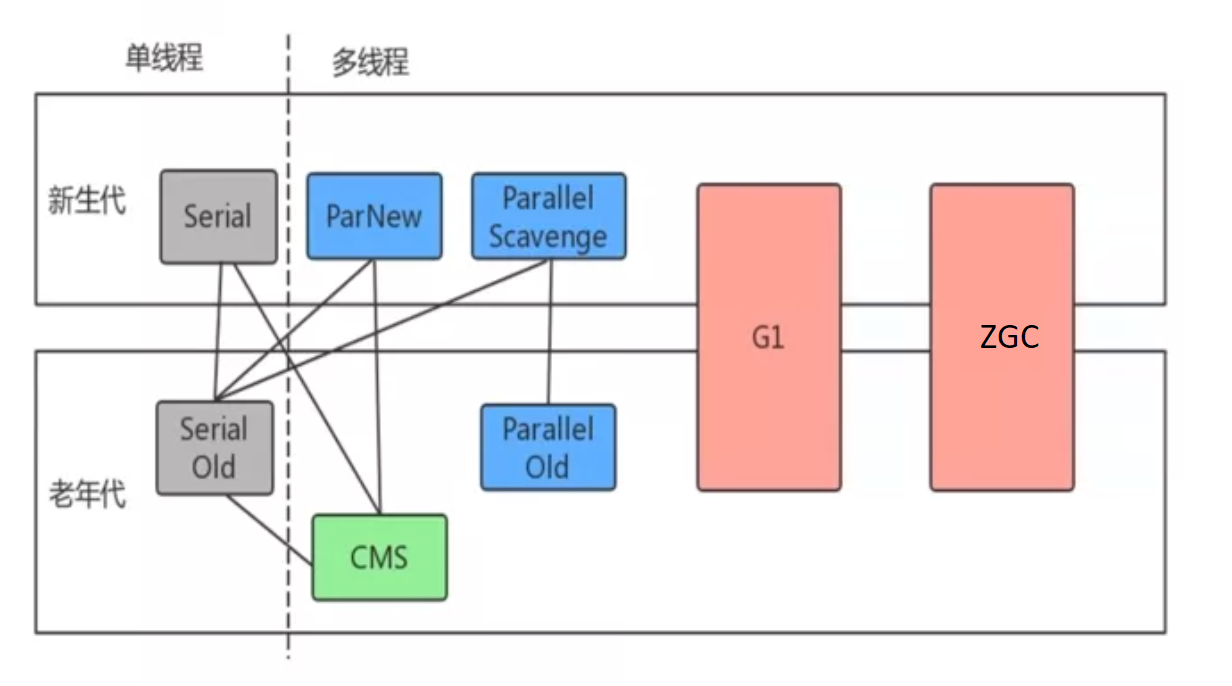 单线程
多线程
新生代
Serial
ParNew
Parallel
Scavenge
G1
ZGC
老年代
Serial
Old
Parallel
Old
CMS